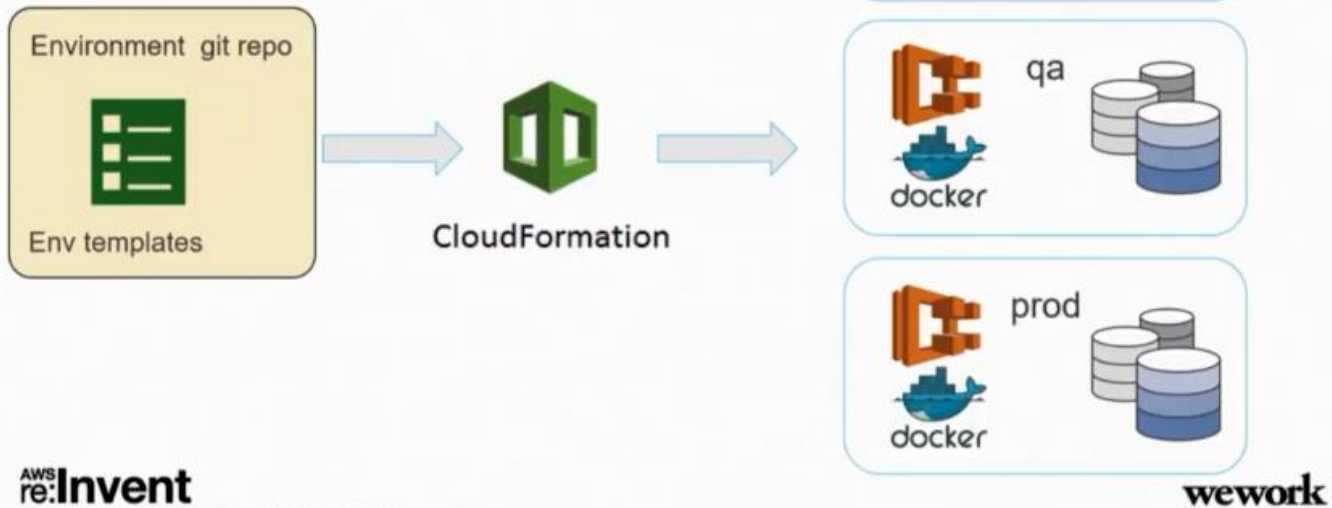 Environment git repo
Env templates
CloudFormation
qa
docker
prod
docker
AWS
re:Invent
wework